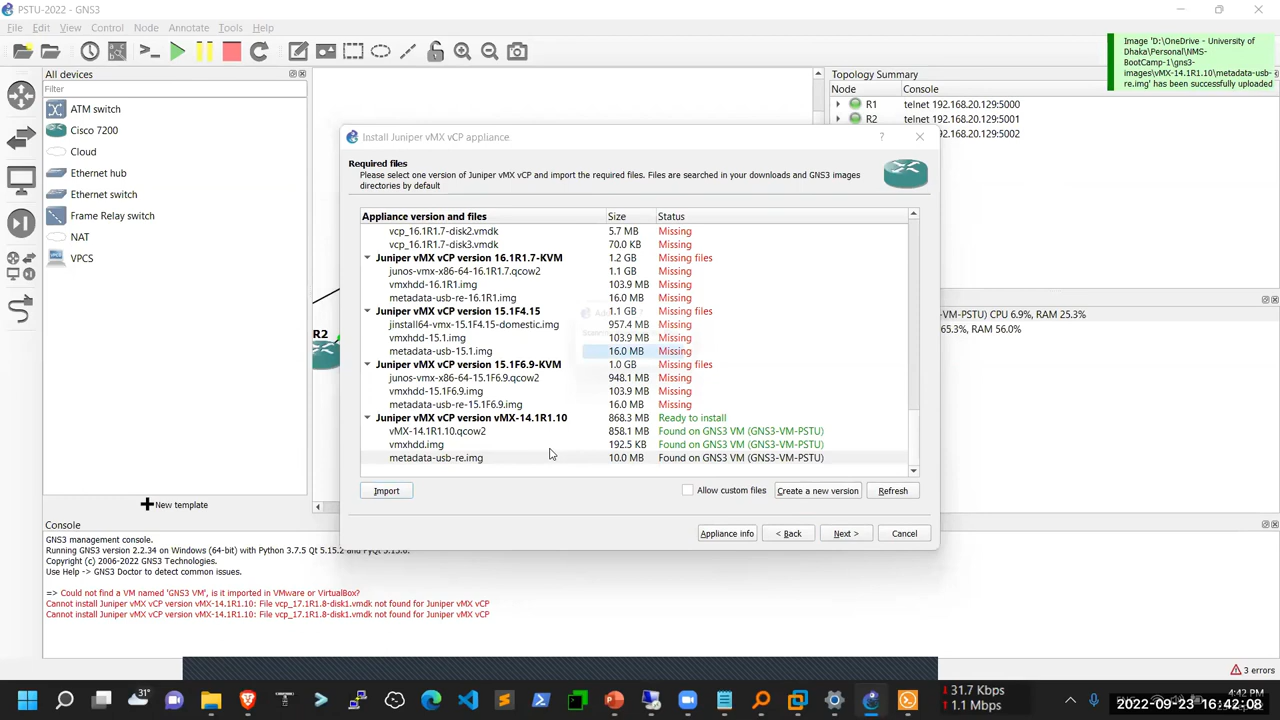 PSTU-2022 - GNS3
File Edit View Control Node Annotate Tools Help
Image 'D:\OneDrive - University of
Dhaka\Personal\NMS-
BootCamp-1\gns3-
images\vMX-14.1R1.10\metadata-usb-
re.img' has been successfully uploaded
All devices
Filter
ATM switch
Cisco 7200
Cloud
Ethernet hub
Ethernet switch
Frame Relay switch
NAT
VPCS
New template
R2
Topology Summary
Node Console
R1 telnet 192.168.20.129:5000
R2 telnet 192.168.20.129:5001
192.168.20.129:5002
-VM-PSTU) CPU 6.9%, RAM 25.3%
65.3%, RAM 56.0%
Install Juniper vMX vCP appliance
?
Required files
Please select one version of Juniper vMX vCP and import the required files. Files are searched in your downloads and GNS3 images
directories by default
Appliance version and files Size Status
vcp_16.1R1.7-disk2.vmdk 5.7 MB Missing
vcp_16.1R1.7-disk3.vmdk 70.0 KB Missing
Juniper vMX vCP version 16.1R1.7-KVM 1.2 GB Missing files
junos-vmx-x86-64-16.1R1.7.qcow2 1.1 GB Missing
vmxhdd-16.1R1.img 103.9 MB Missing
metadata-usb-re-16.1R1.img 16.0 MB Missing
Juniper vMX vCP version 15.1F4.15 1.1 GB Missing files
jinstall64-vmx-15.1F4.15-domestic.img 957.4 MB Missing
vmxhdd-15.1.img 103.9 MB Missing
metadata-usb-15.1.img 16.0 MB Missing
Juniper vMX vCP version 15.1F6.9-KVM 1.0 GB Missing files
junos-vmx-x86-64-15.1F6.9.qcow2 948.1 MB Missing
vmxhdd-15.1F6.9.img 103.9 MB Missing
metadata-usb-re-15.1F6.9.img 16.0 MB Missing
Juniper vMX vCP version vMX-14.1R1.10 868.3 MB Ready to install
vMX-14.1R1.10.qcow2 858.1 MB Found on GNS3 VM (GNS3-VM-PSTU)
vmxhdd.img 192.5 KB Found on GNS3 VM (GNS3-VM-PSTU)
metadata-usb-re.img 10.0 MB Found on GNS3 VM (GNS3-VM-PSTU)
Import Allow custom files Create a new version Refresh
Appliance info < Back Next > Cancel
Console
GNS3 management console.
Running GNS3 version 2.2.34 on Windows (64-bit) with Python 3.7.5 Qt 5.15.2 and PyQt 5.15.6.
Copyright (c) 2006-2022 GNS3 Technologies.
Use Help -> GNS3 Doctor to detect common issues.
=> Could not find a VM named 'GNS3 VM', is it imported in VMware or VirtualBox?
Cannot install Juniper vMX vCP version vMX-14.1R1.10: File vcp_17.1R1.8-disk1.vmdk not found for Juniper vMX vCP
Cannot install Juniper vMX vCP version vMX-14.1R1.10: File vcp_17.1R1.8-disk1.vmdk not found for Juniper vMX vCP
3 errors
31°
31.7 Kbps
1.1 Mbps
4:42 PM
2022-09-23 16:42:08